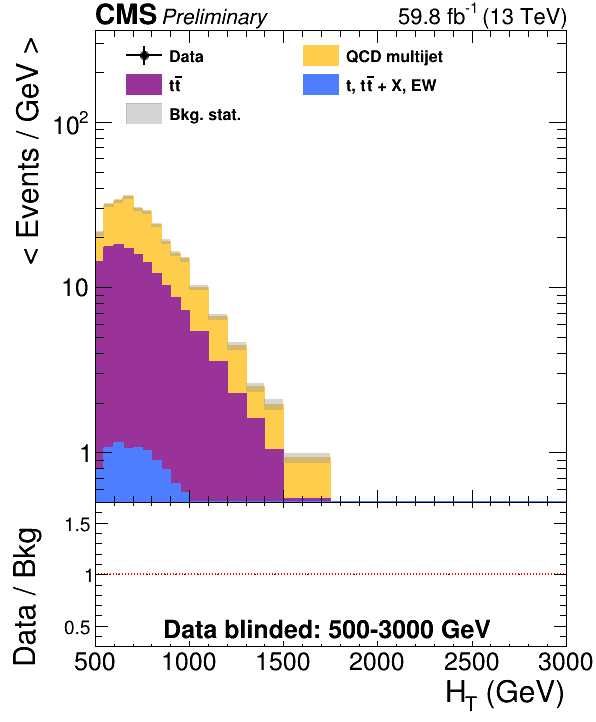 CMS Preliminary 59.8 fb⁻¹ (13 TeV)
< Events / GeV >
Data
QCD multijet
tt̄
t, tt̄ + X, EW
Bkg. stat.
10²
10
1
Data / Bkg
1.5
1
0.5
Data blinded: 500-3000 GeV
500 1000 1500 2000 2500 3000
H_T (GeV)